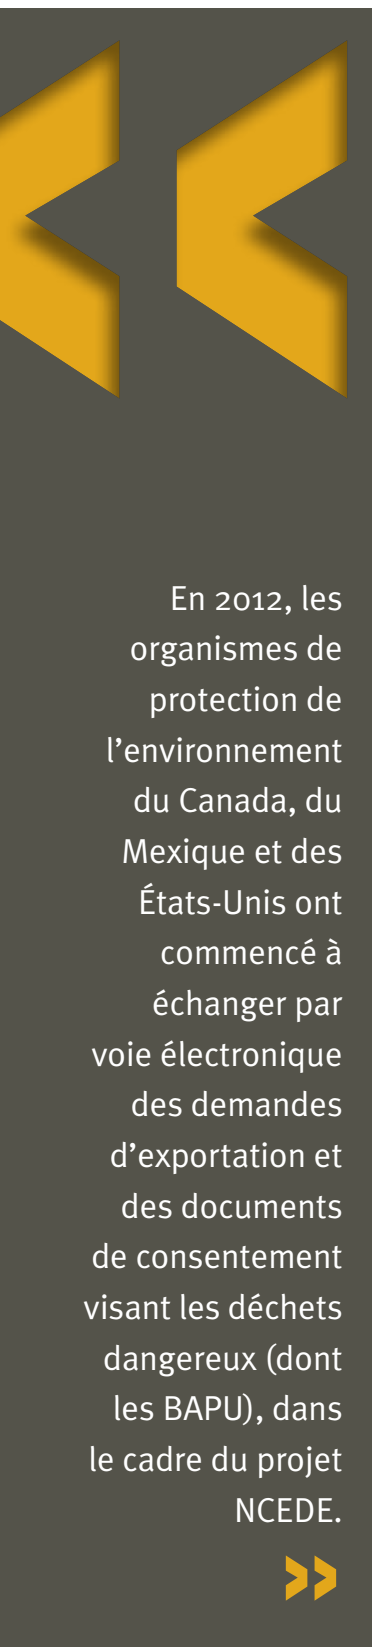 En 2012, les
organismes de
protection de
l’environnement
du Canada, du
Mexique et des
États-Unis ont
commencé à
échanger par
voie électronique
des demandes
d’exportation et
des documents
de consentement
visant les déchets
dangereux (dont
les BAPU), dans
le cadre du projet
NCEDE.